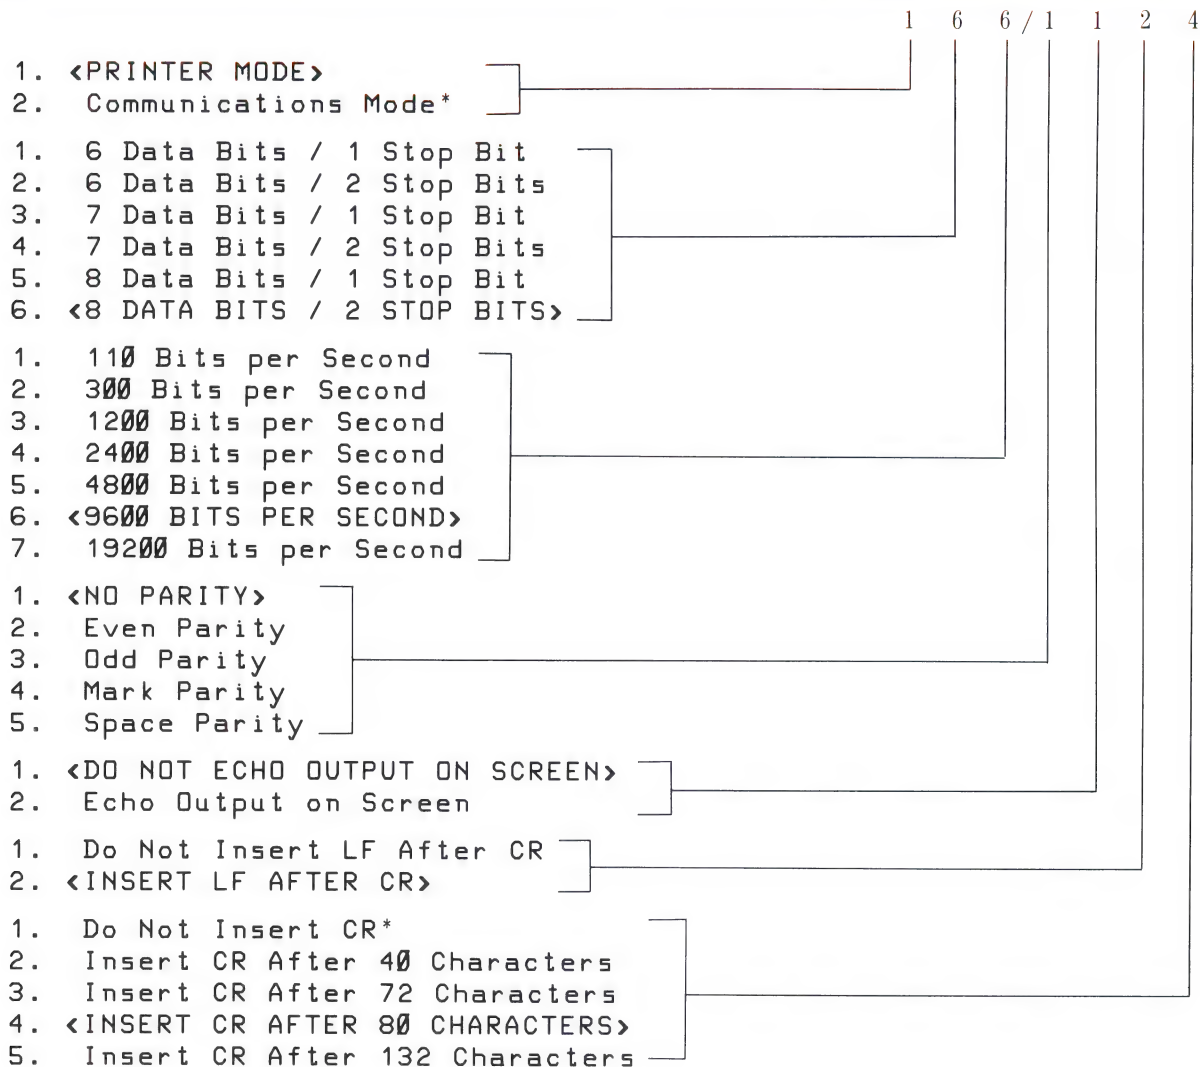 1 6 6 / 1 1 2 4
1. <PRINTER MODE>
2. Communications Mode*
1. 6 Data Bits / 1 Stop Bit
2. 6 Data Bits / 2 Stop Bits
3. 7 Data Bits / 1 Stop Bit
4. 7 Data Bits / 2 Stop Bits
5. 8 Data Bits / 1 Stop Bit
6. <8 DATA BITS / 2 STOP BITS>
1. 110 Bits per Second
2. 300 Bits per Second
3. 1200 Bits per Second
4. 2400 Bits per Second
5. 4800 Bits per Second
6. <9600 BITS PER SECOND>
7. 19200 Bits per Second
1. <NO PARITY>
2. Even Parity
3. Odd Parity
4. Mark Parity
5. Space Parity
1. <DO NOT ECHO OUTPUT ON SCREEN>
2. Echo Output on Screen
1. Do Not Insert LF After CR
2. <INSERT LF AFTER CR>
1. Do Not Insert CR*
2. Insert CR After 40 Characters
3. Insert CR After 72 Characters
4. <INSERT CR AFTER 80 CHARACTERS>
5. Insert CR After 132 Characters